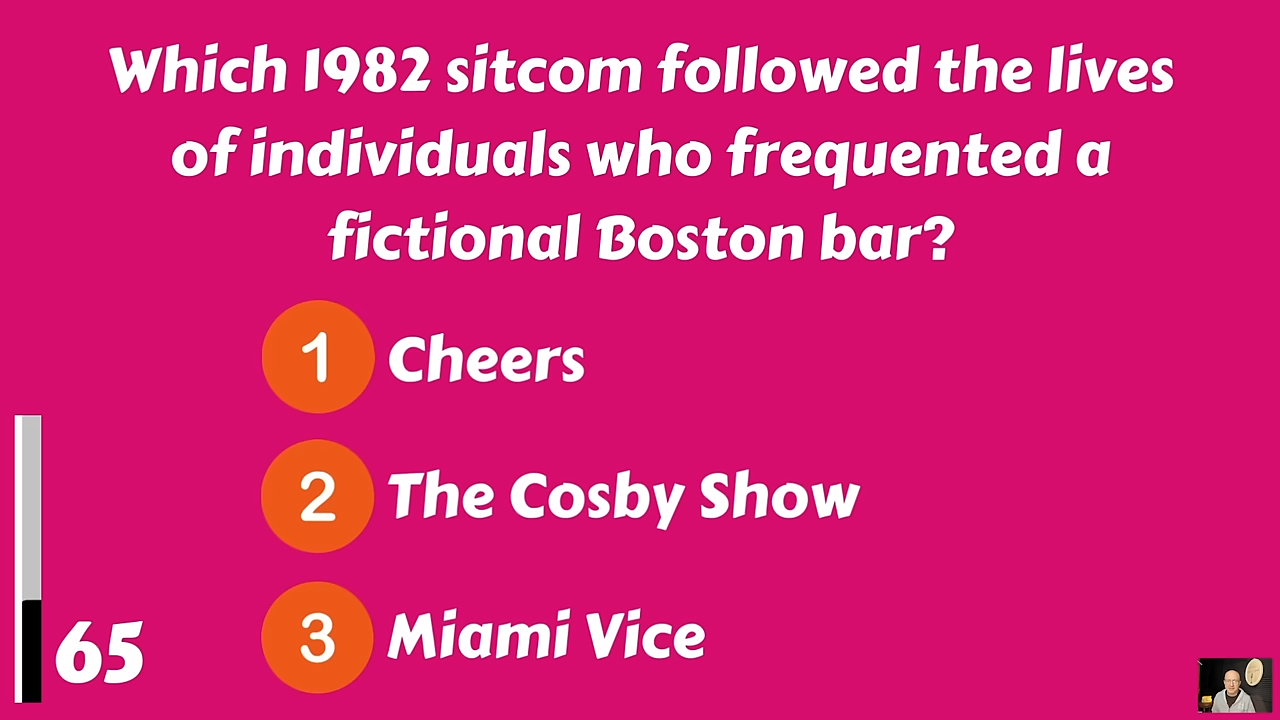 Which 1982 sitcom followed the lives
of individuals who frequented a
fictional Boston bar?
1 Cheers
2 The Cosby Show
3 Miami Vice
65